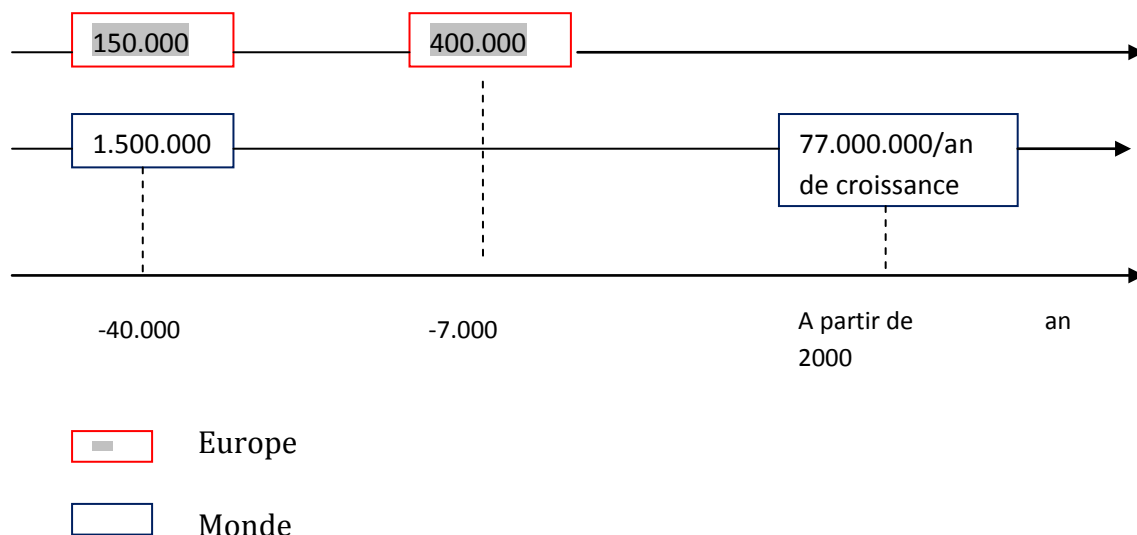 150.000
400.000
1.500.000
77.000.000/an
de croissance
-40.000
-7.000
A partir de
2000
an
Europe
Monde